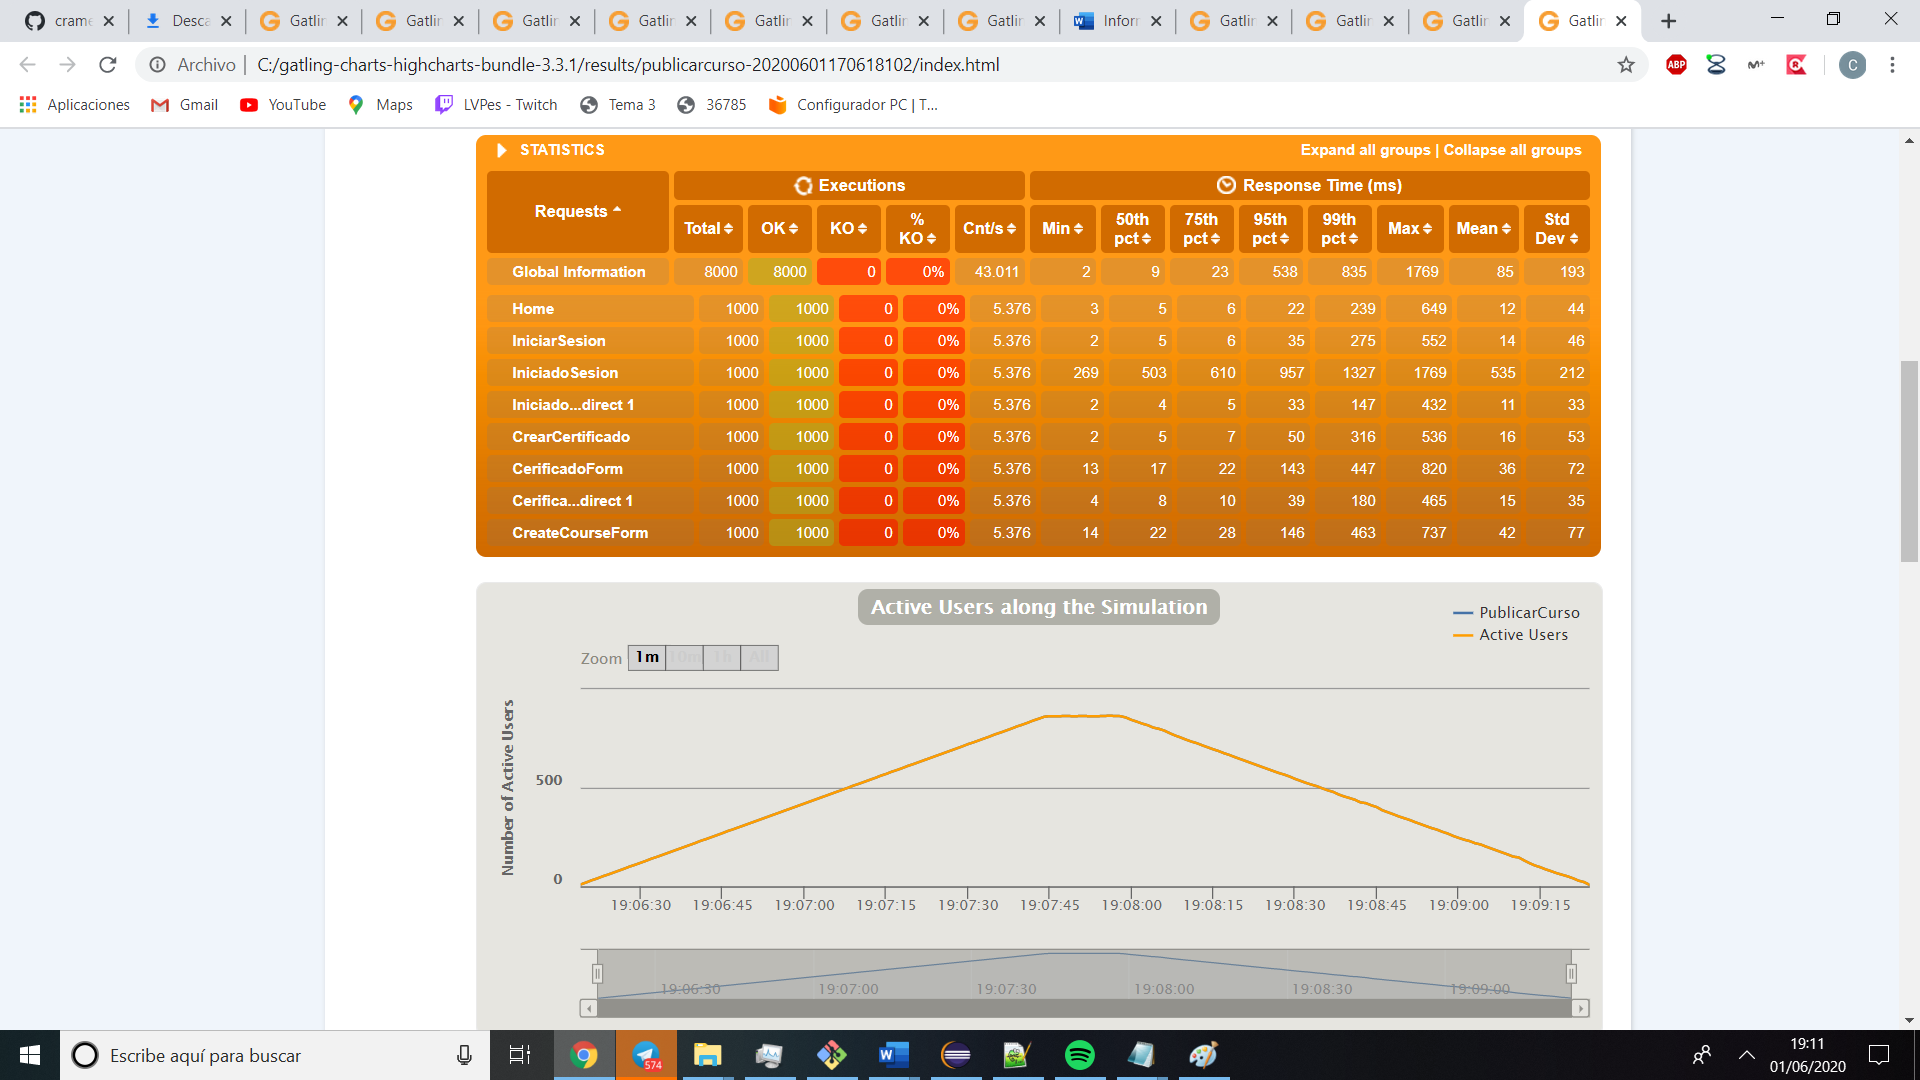 crame Desca Gatlin Gatlin Gatlin Gatlin Gatlin Gatlin Gatlin Inform Gatlin Gatlin Gatlin Gatlin
Archivo C:/gatling-charts-highcharts-bundle-3.3.1/results/publicarcurso-20200601170618102/index.html
Aplicaciones Gmail YouTube Maps LVPes - Twitch Tema 3 36785 Configurador PC | T...
STATISTICS Expand all groups | Collapse all groups
Requests Executions Response Time (ms)
Total OK KO % KO Cnt/s Min 50th pct 75th pct 95th pct 99th pct Max Mean Std Dev
Global Information 8000 8000 0 0% 43.011 2 9 23 538 835 1769 85 193
Home 1000 1000 0 0% 5.376 3 5 6 22 239 649 12 44
IniciarSesion 1000 1000 0 0% 5.376 2 5 6 35 275 552 14 46
IniciadoSesion 1000 1000 0 0% 5.376 269 503 610 957 1327 1769 535 212
Iniciado...direct 1 1000 1000 0 0% 5.376 2 4 5 33 147 432 11 33
CrearCertificado 1000 1000 0 0% 5.376 2 5 7 50 316 536 16 53
CerificadoForm 1000 1000 0 0% 5.376 13 17 22 143 447 820 36 72
Cerifica...direct 1 1000 1000 0 0% 5.376 4 8 10 39 180 465 15 35
CreateCourseForm 1000 1000 0 0% 5.376 14 22 28 146 463 737 42 77
Active Users along the Simulation
PublicarCurso
Active Users
Zoom 1m 10m 1h All
Number of Active Users
500
0
19:06:30 19:06:45 19:07:00 19:07:15 19:07:30 19:07:45 19:08:00 19:08:15 19:08:30 19:08:45 19:09:00 19:09:15
19:06:30 19:07:00 19:07:30 19:08:00 19:08:30 19:09:00
Escribe aquí para buscar
574
19:11
01/06/2020